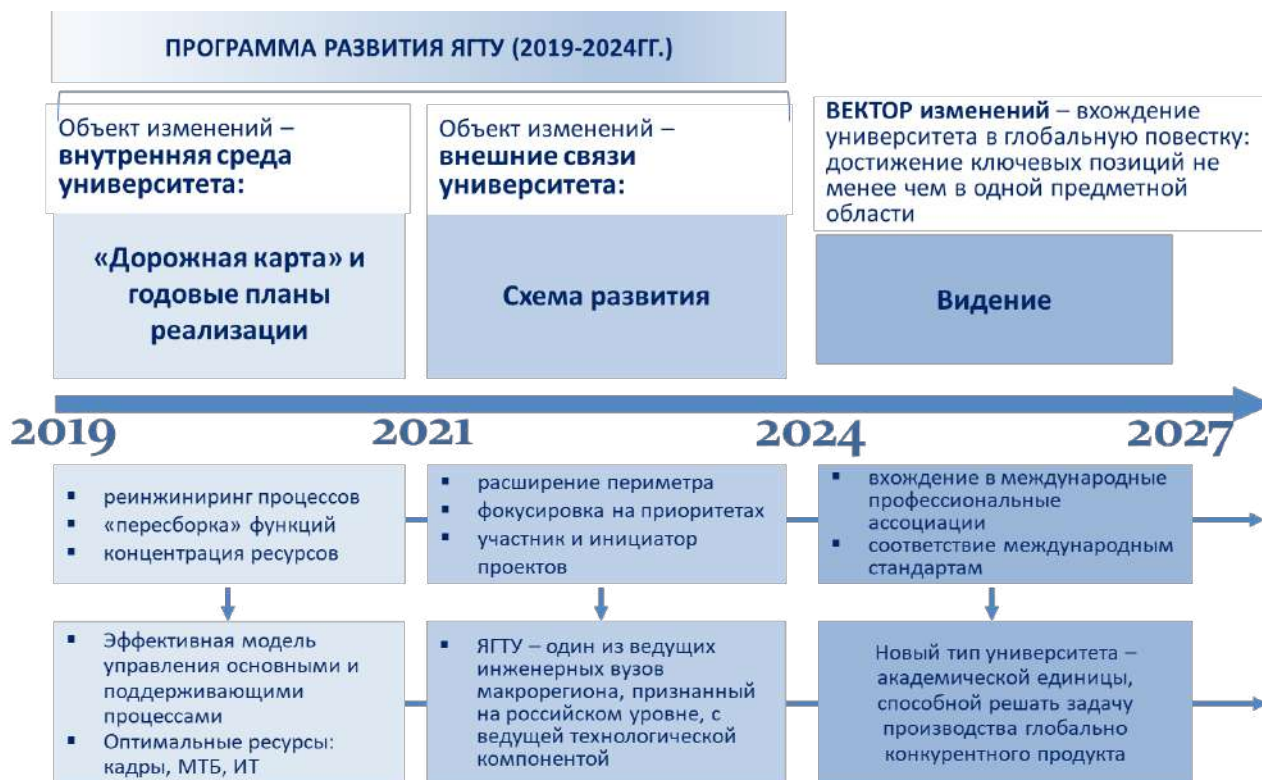 ПРОГРАММА РАЗВИТИЯ ЯГТУ (2019-2024ГГ.)
Объект изменений –
внутренняя среда
университета:
«Дорожная карта» и
годовые планы
реализации
Объект изменений –
внешние связи
университета:
Схема развития
ВЕКТОР изменений – вхождение
университета в глобальную повестку:
достижение ключевых позиций не
менее чем в одной предметной
области
Видение
2019
2021
2024
2027
▪ реинжиниринг процессов
▪ «пересборка» функций
▪ концентрация ресурсов
▪ расширение периметра
▪ фокусировка на приоритетах
▪ участник и инициатор
проектов
▪ вхождение в международные
профессиональные
ассоциации
▪ соответствие международным
стандартам
▪ Эффективная модель
управления основными и
поддерживающими
процессами
▪ Оптимальные ресурсы:
кадры, МТБ, ИТ
▪ ЯГТУ – один из ведущих
инженерных вузов
макрорегиона, признанный
на российском уровне, с
ведущей технологической
компонентой
Новый тип университета –
академической единицы,
способной решать задачу
производства глобально
конкурентного продукта